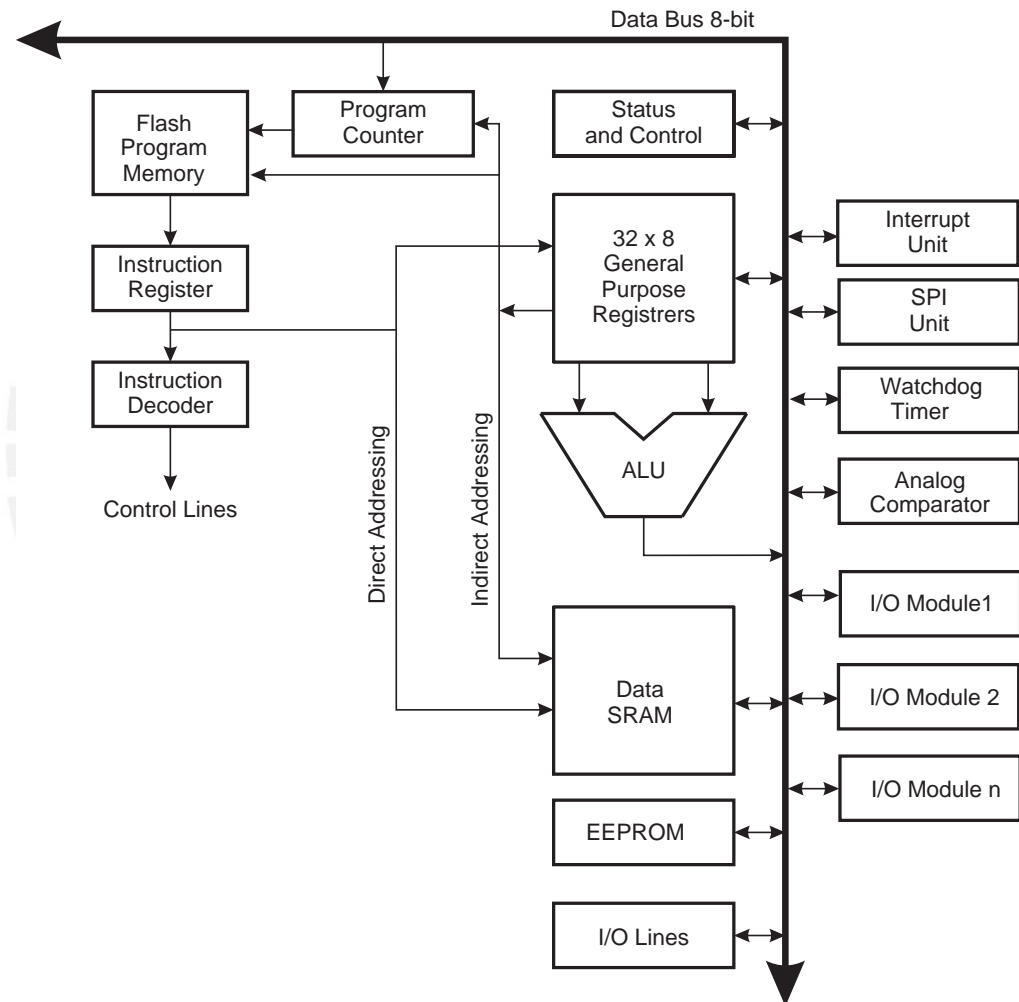 Data Bus 8-bit
Flash
Program
Memory
Program
Counter
Status
and Control
32 x 8
General
Purpose
Registrers
Interrupt
Unit
Instruction
Register
SPI
Unit
Instruction
Decoder
Watchdog
Timer
Direct Addressing
Indirect Addressing
ALU
Analog
Comparator
Control Lines
I/O Module1
Data
SRAM
I/O Module 2
I/O Module n
EEPROM
I/O Lines